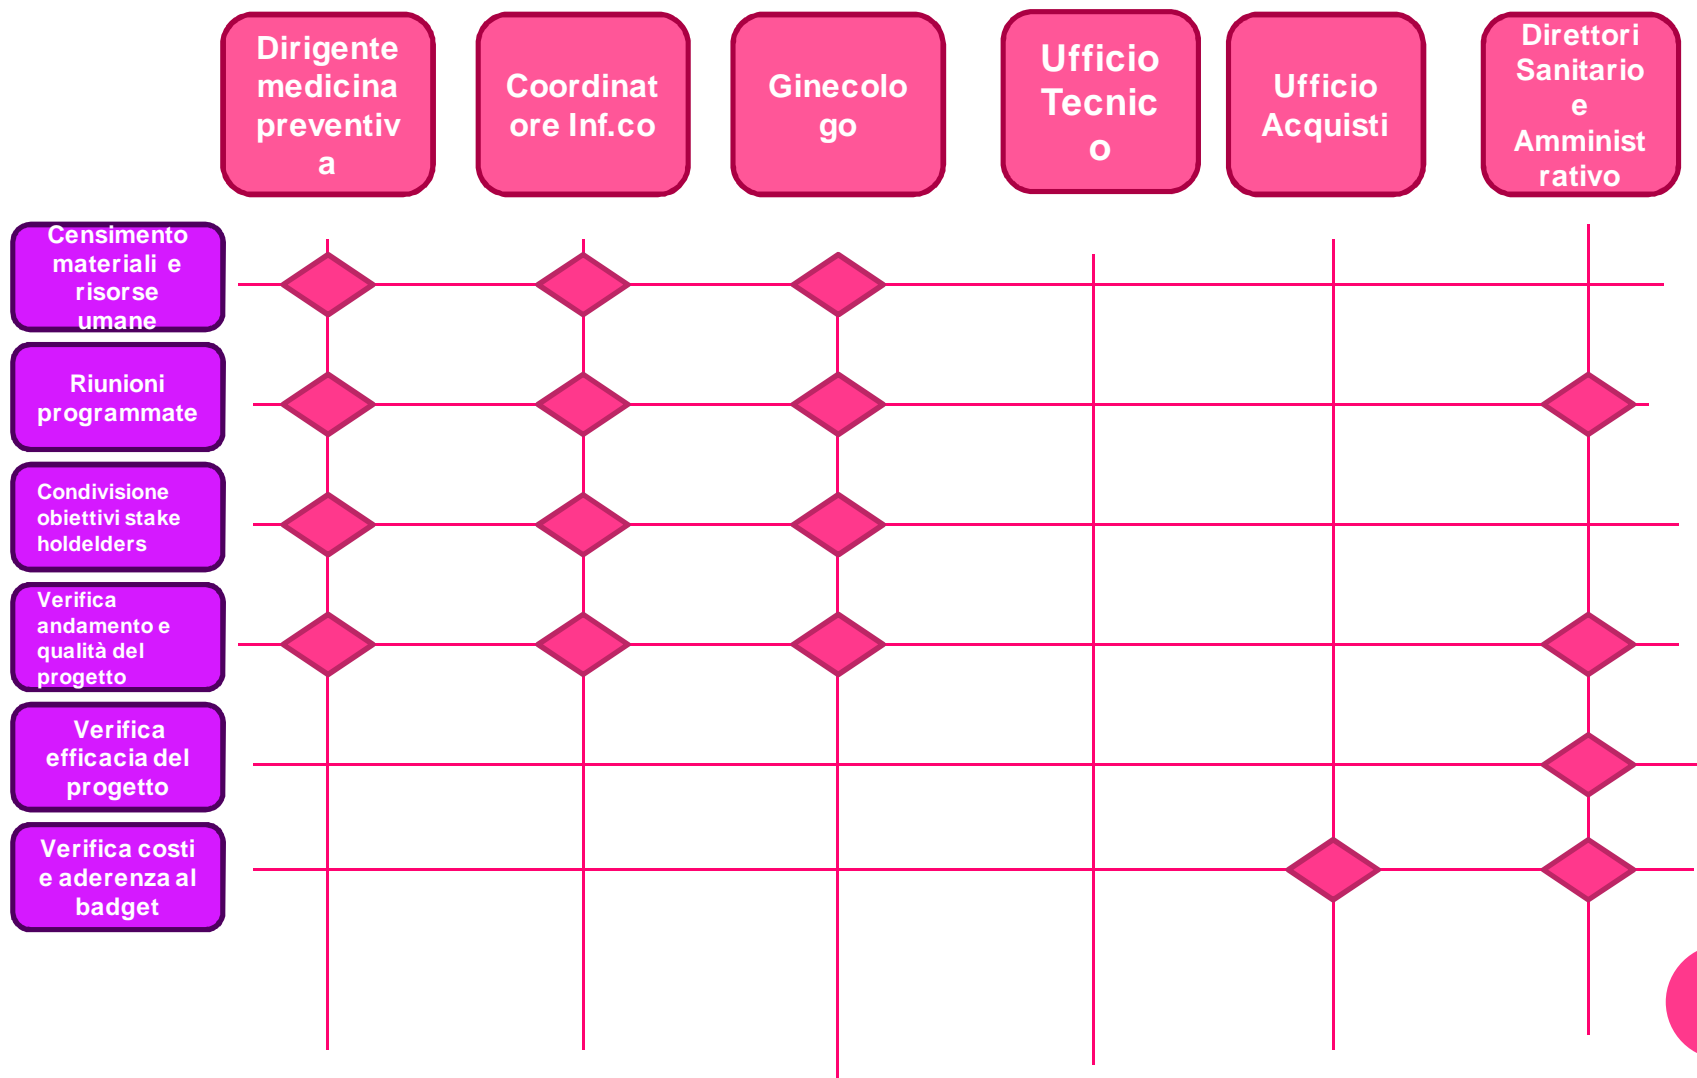 Dirigente
medicina
preventiv
a
Coordinat
ore Inf.co
Ginecolo
go
Ufficio
Tecnic
o
Ufficio
Acquisti
Direttori
Sanitario
e
Amminist
rativo
Censimento
materiali e
risorse
umane
Riunioni
programmate
Condivisione
obiettivi stake
holdelders
Verifica
andamento e
qualità del
progetto
Verifica
efficacia del
progetto
Verifica costi
e aderenza al
badget